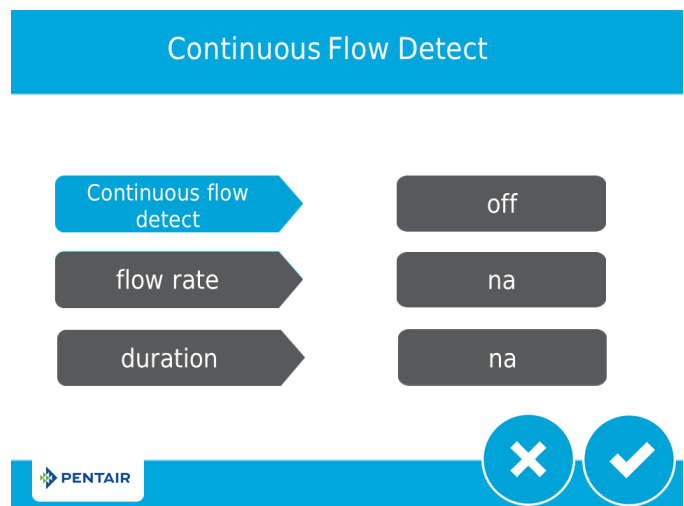 Continuous Flow Detect
Continuous flow
detect
off
flow rate
na
duration
na
PENTAIR